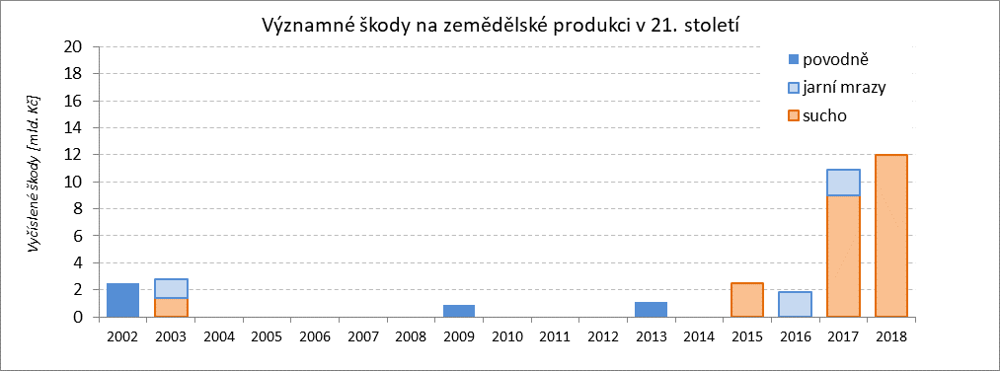 Významné škody na zemědělské produkci v 21. století
Vyčíslené škody [mld. Kč]
20
18
16
14
12
10
8
6
4
2
0
povodně
jarní mrazy
sucho
2002 2003 2004 2005 2006 2007 2008 2009 2010 2011 2012 2013 2014 2015 2016 2017 2018